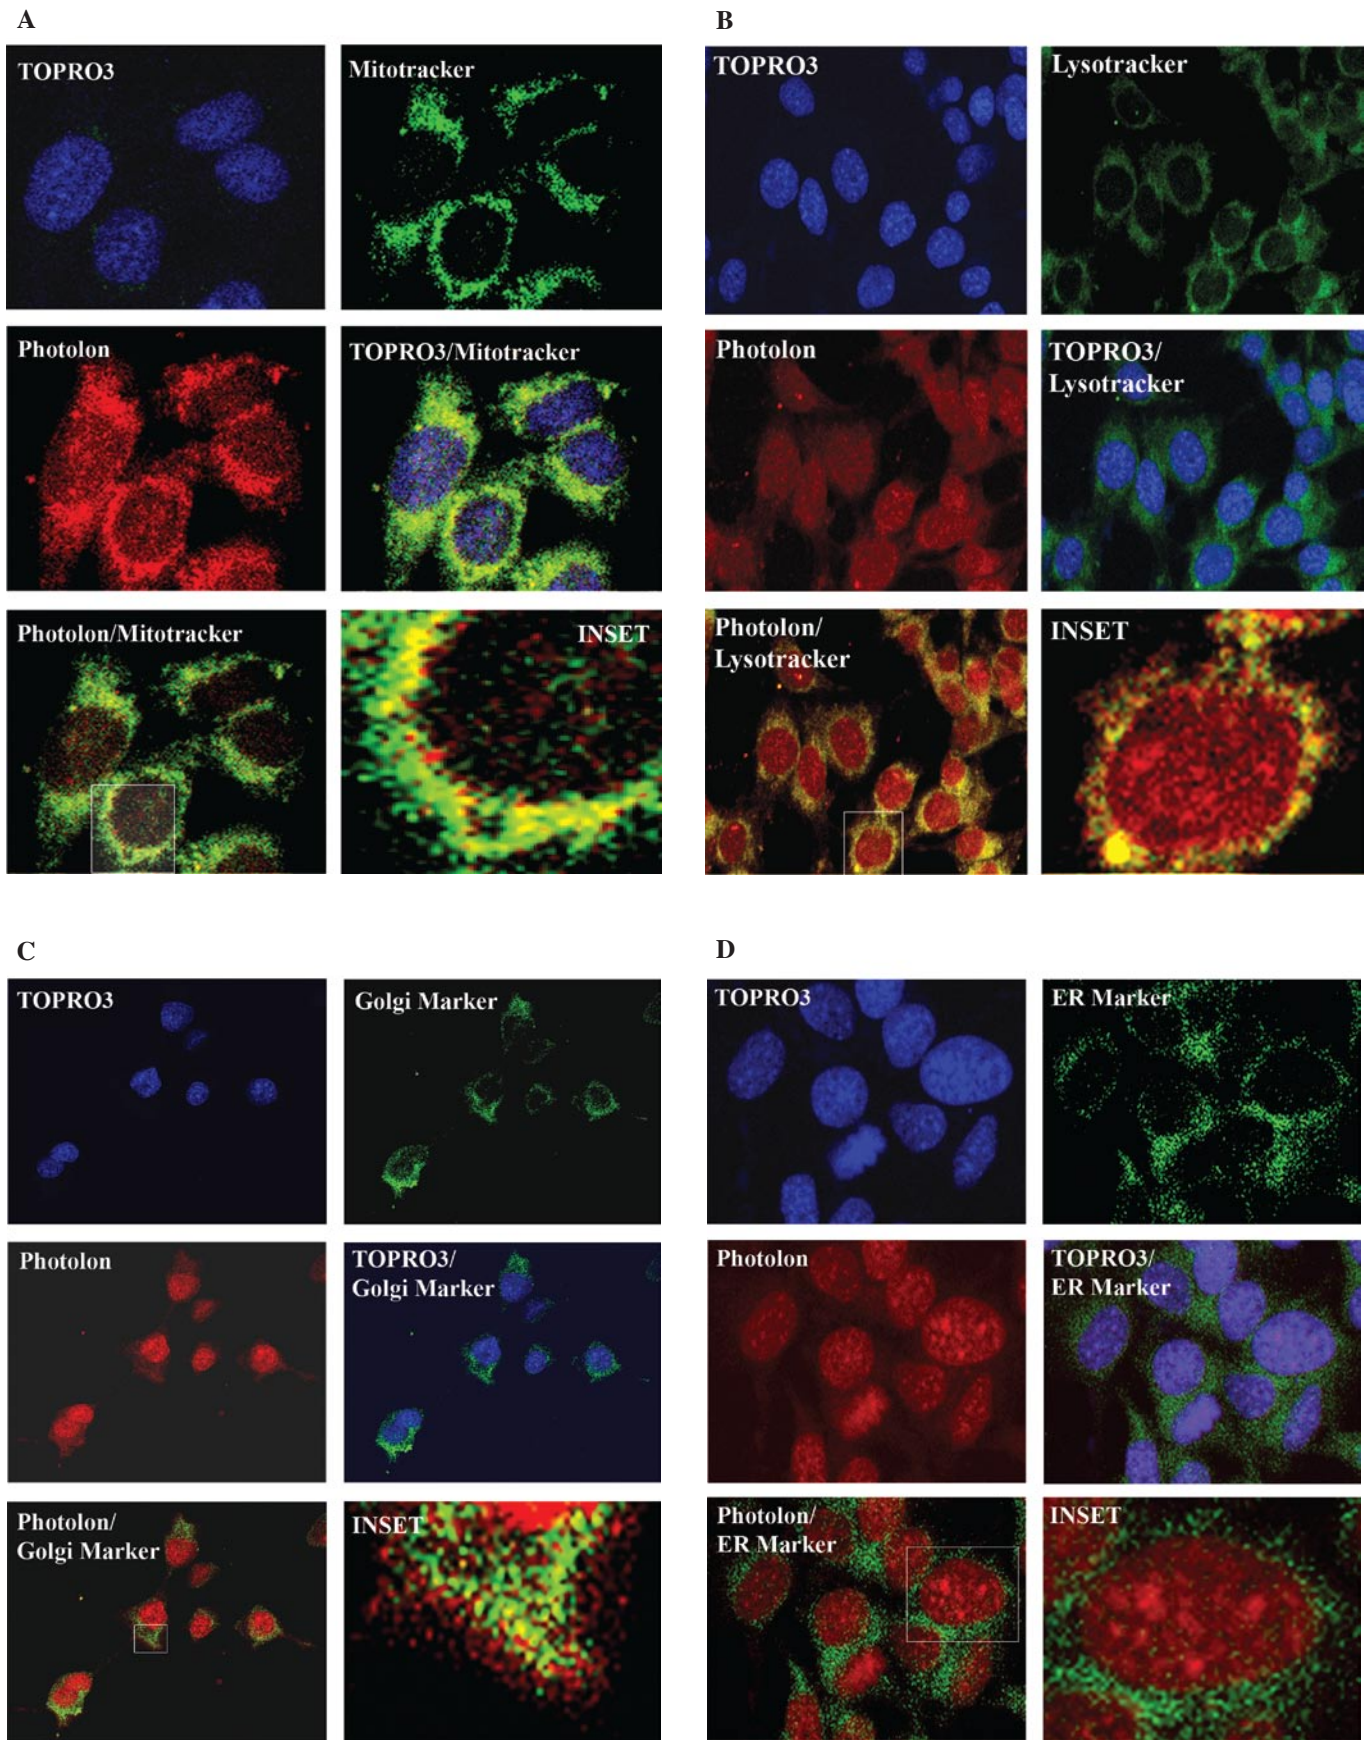 A
TOPRO3
Mitotracker
Photolon
TOPRO3/Mitotracker
Photolon/Mitotracker
INSET
B
TOPRO3
Lysotracker
Photolon
TOPRO3/
Lysotracker
Photolon/
Lysotracker
INSET
C
TOPRO3
Golgi Marker
Photolon
TOPRO3/
Golgi Marker
Photolon/
Golgi Marker
INSET
D
TOPRO3
ER Marker
Photolon
TOPRO3/
ER Marker
Photolon/
ER Marker
INSET